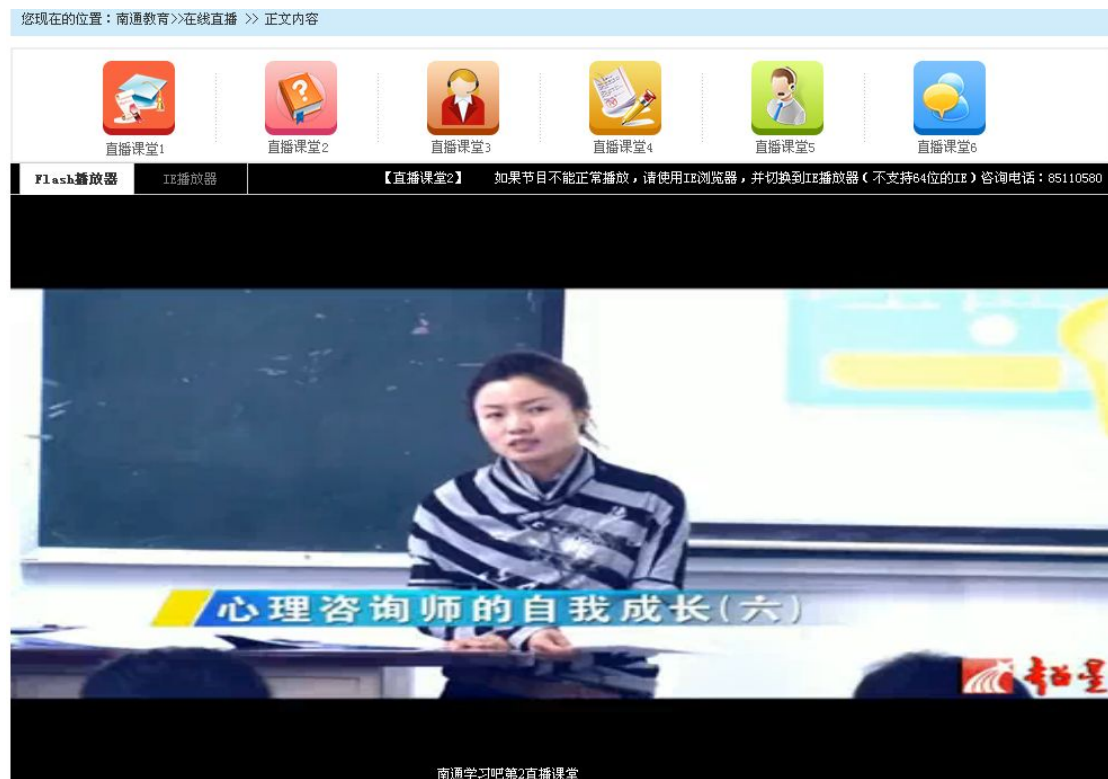 您现在的位置：南通教育>>在线直播 >> 正文内容
直播课堂1
直播课堂2
直播课堂3
直播课堂4
直播课堂5
直播课堂6
Flash播放器 IE播放器 【直播课堂2】 如果节目不能正常播放，请使用IE浏览器，并切换到IE播放器（不支持64位的IE）咨询电话：85110580
心理咨询师的自我成长(六)
超星
南通学习吧第2直播课堂